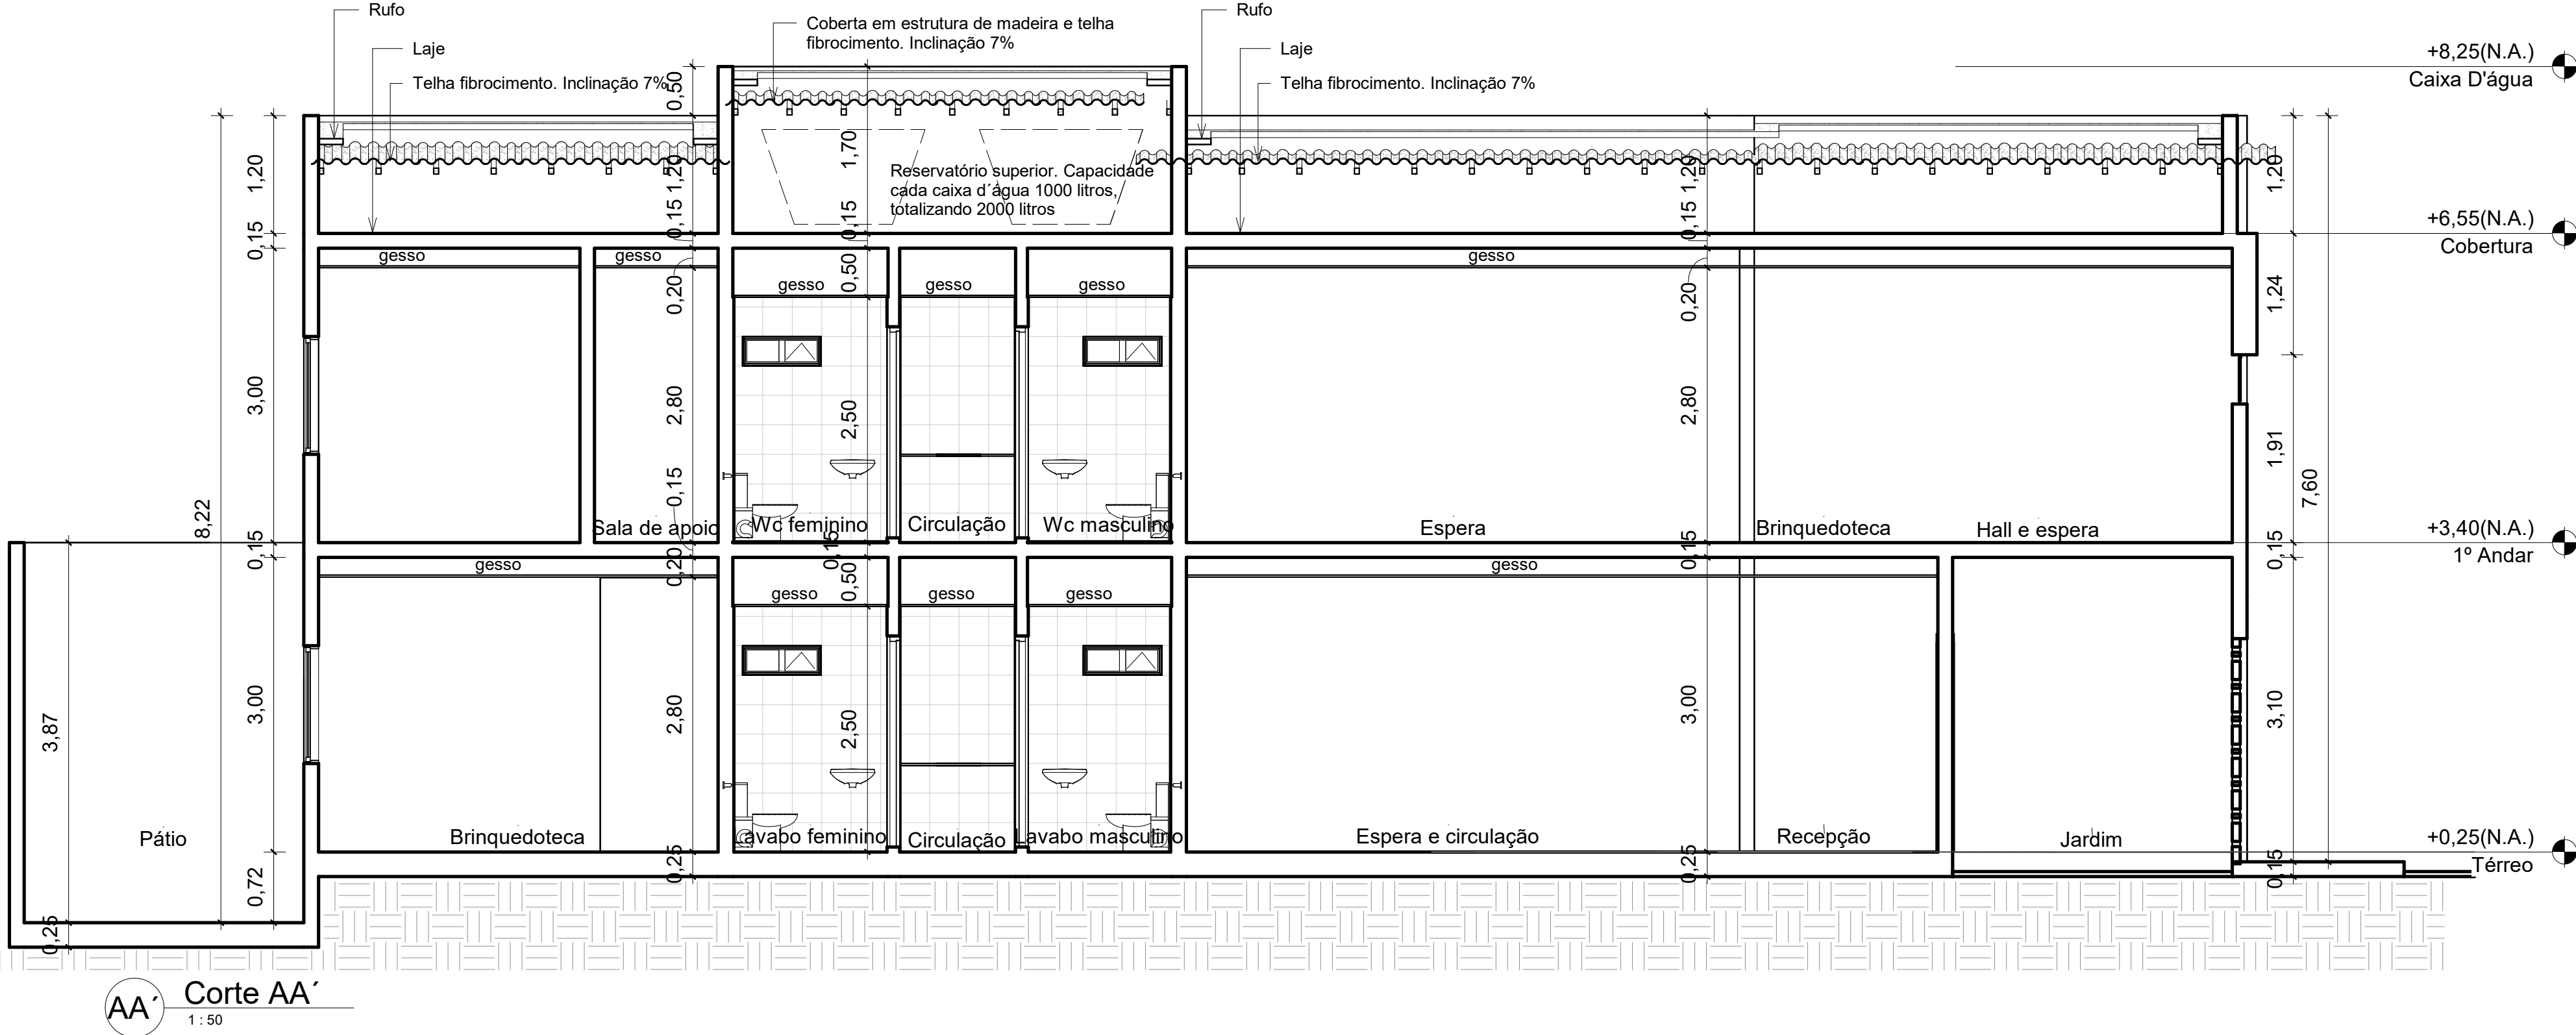 Rufo
Coberta em estrutura de madeira e telha
fibrocimento. Inclinação 7%
Rufo
Laje
Laje
+8,25(N.A.)
Caixa D'água
Telha fibrocimento. Inclinação 7%
Telha fibrocimento. Inclinação 7%
0,50
1,20
1,20
1,70
1,20
1,20
Reservatório superior. Capacidade
cada caixa d´água 1000 litros,
totalizando 2000 litros
0,15
0,15
0,15
0,15
+6,55(N.A.)
Cobertura
gesso
gesso
gesso
0,20
0,50
0,20
1,24
gesso
gesso
gesso
3,00
2,80
2,50
2,80
1,91
7,60
8,22
0,15
Sala de apoio
Wc feminino
Circulação
Wc masculino
Espera
Brinquedoteca
Hall e espera
+3,40(N.A.)
1º Andar
0,15
0,15
0,15
0,15
gesso
0,20
0,50
gesso
gesso
gesso
gesso
3,87
3,00
2,80
2,50
3,00
3,10
Pátio
Brinquedoteca
Lavabo feminino
Circulação
Lavabo masculino
Espera e circulação
Recepção
Jardim
+0,25(N.A.)
Térreo
0,72
0,25
0,25
0,15
0,25
AA´
Corte AA´
1 : 50